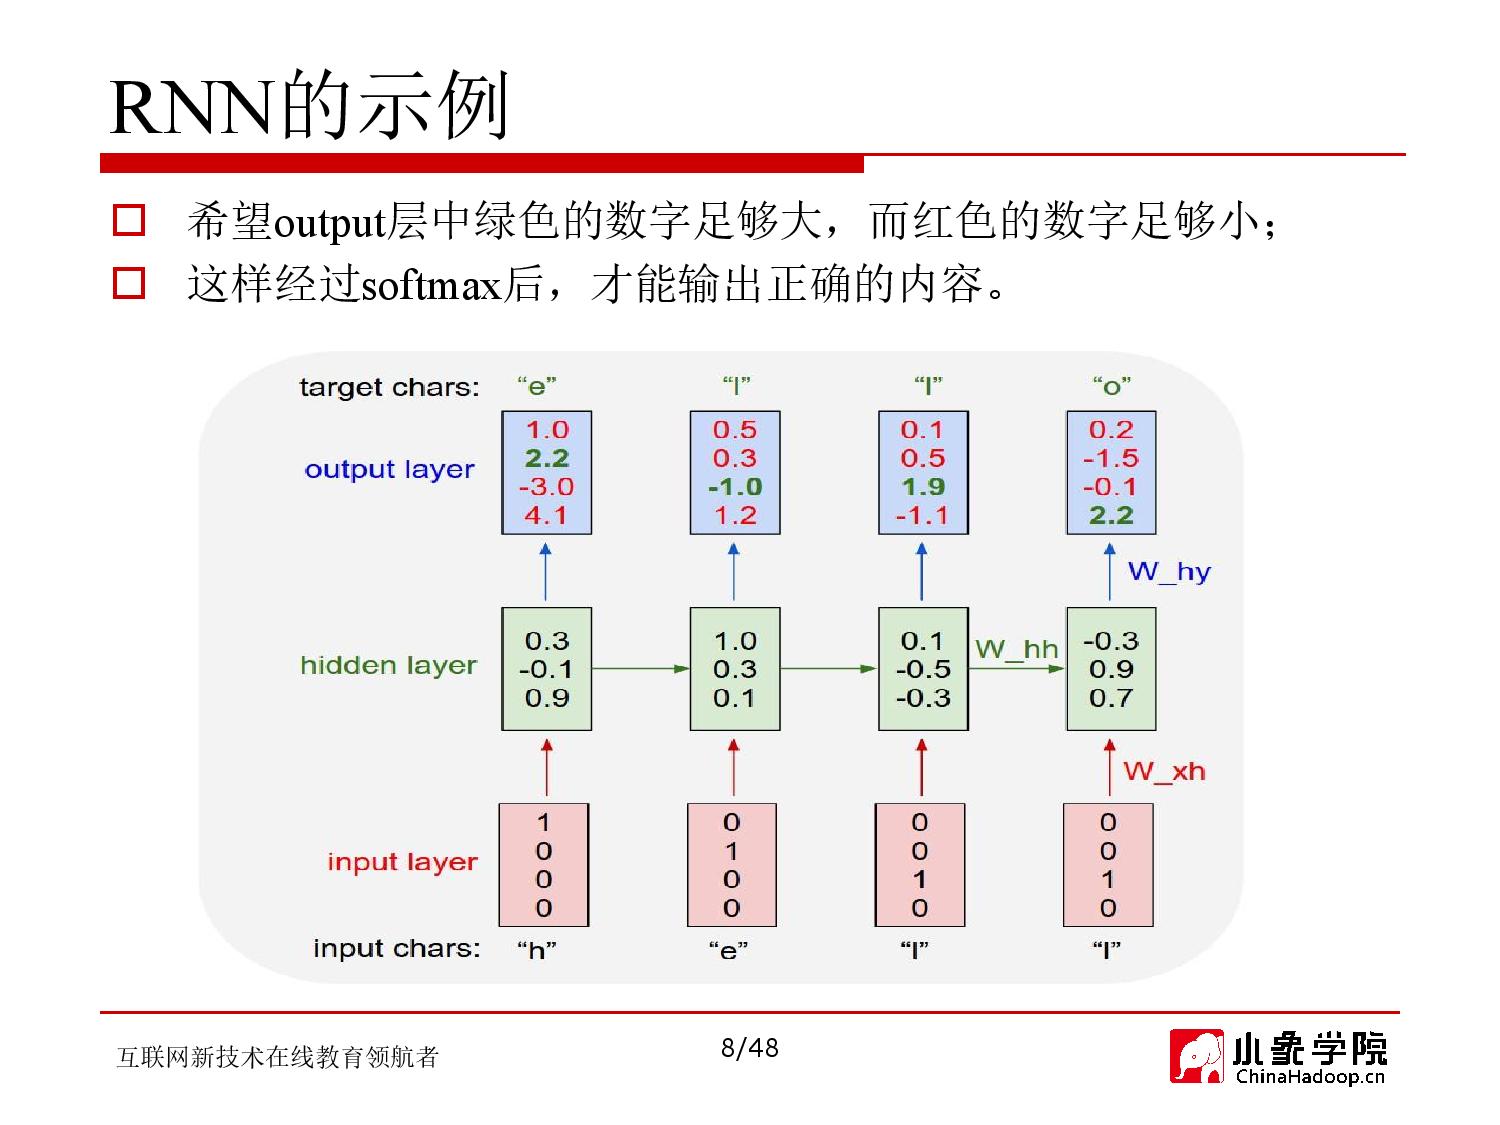 RNN的示例
希望output层中绿色的数字足够大，而红色的数字足够小；
这样经过softmax后，才能输出正确的内容。
target chars: “e” “l” “l” “o”
output layer
1.0 0.5 0.1 0.2
2.2 0.3 0.5 -1.5
-3.0 -1.0 1.9 -0.1
4.1 1.2 -1.1 2.2
W_hy
hidden layer
0.3 1.0 0.1 -0.3
-0.1 0.3 -0.5 0.9
0.9 0.1 -0.3 0.7
W_hh
W_xh
input layer
1 0 0 0
0 1 0 0
0 0 1 1
0 0 0 0
input chars: “h” “e” “l” “l”
互联网新技术在线教育领航者
8/48
小象学院
ChinaHadoop.cn